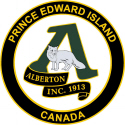 PRINCE EDWARD ISLAND
A
ALBERTON
INC. 1913
CANADA